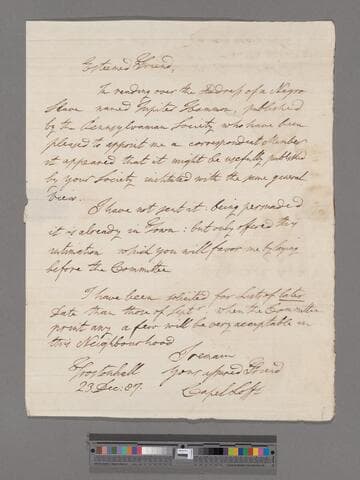 Esteemed Friend,
In reading over the Address of a Negro
Slave named Jupiter Hammon, published
by the Pennsylvanian Society who have been
pleased to appoint me a correspondent Member
it appeared that it might be usefully published
by your Society instituted with the same general
View.
I have not sent it: being persuaded
it is already in Town: but only offered this
intimation which you will favor me by laying
before the Committee
I have been solicited for Lists of later
Date than those of Septr. when the Committee
print any a few will be very acceptable in
this Neighbourhood
I remain
Troston hall
Your assured Friend
23 Dec: 87.
Capel Lofft